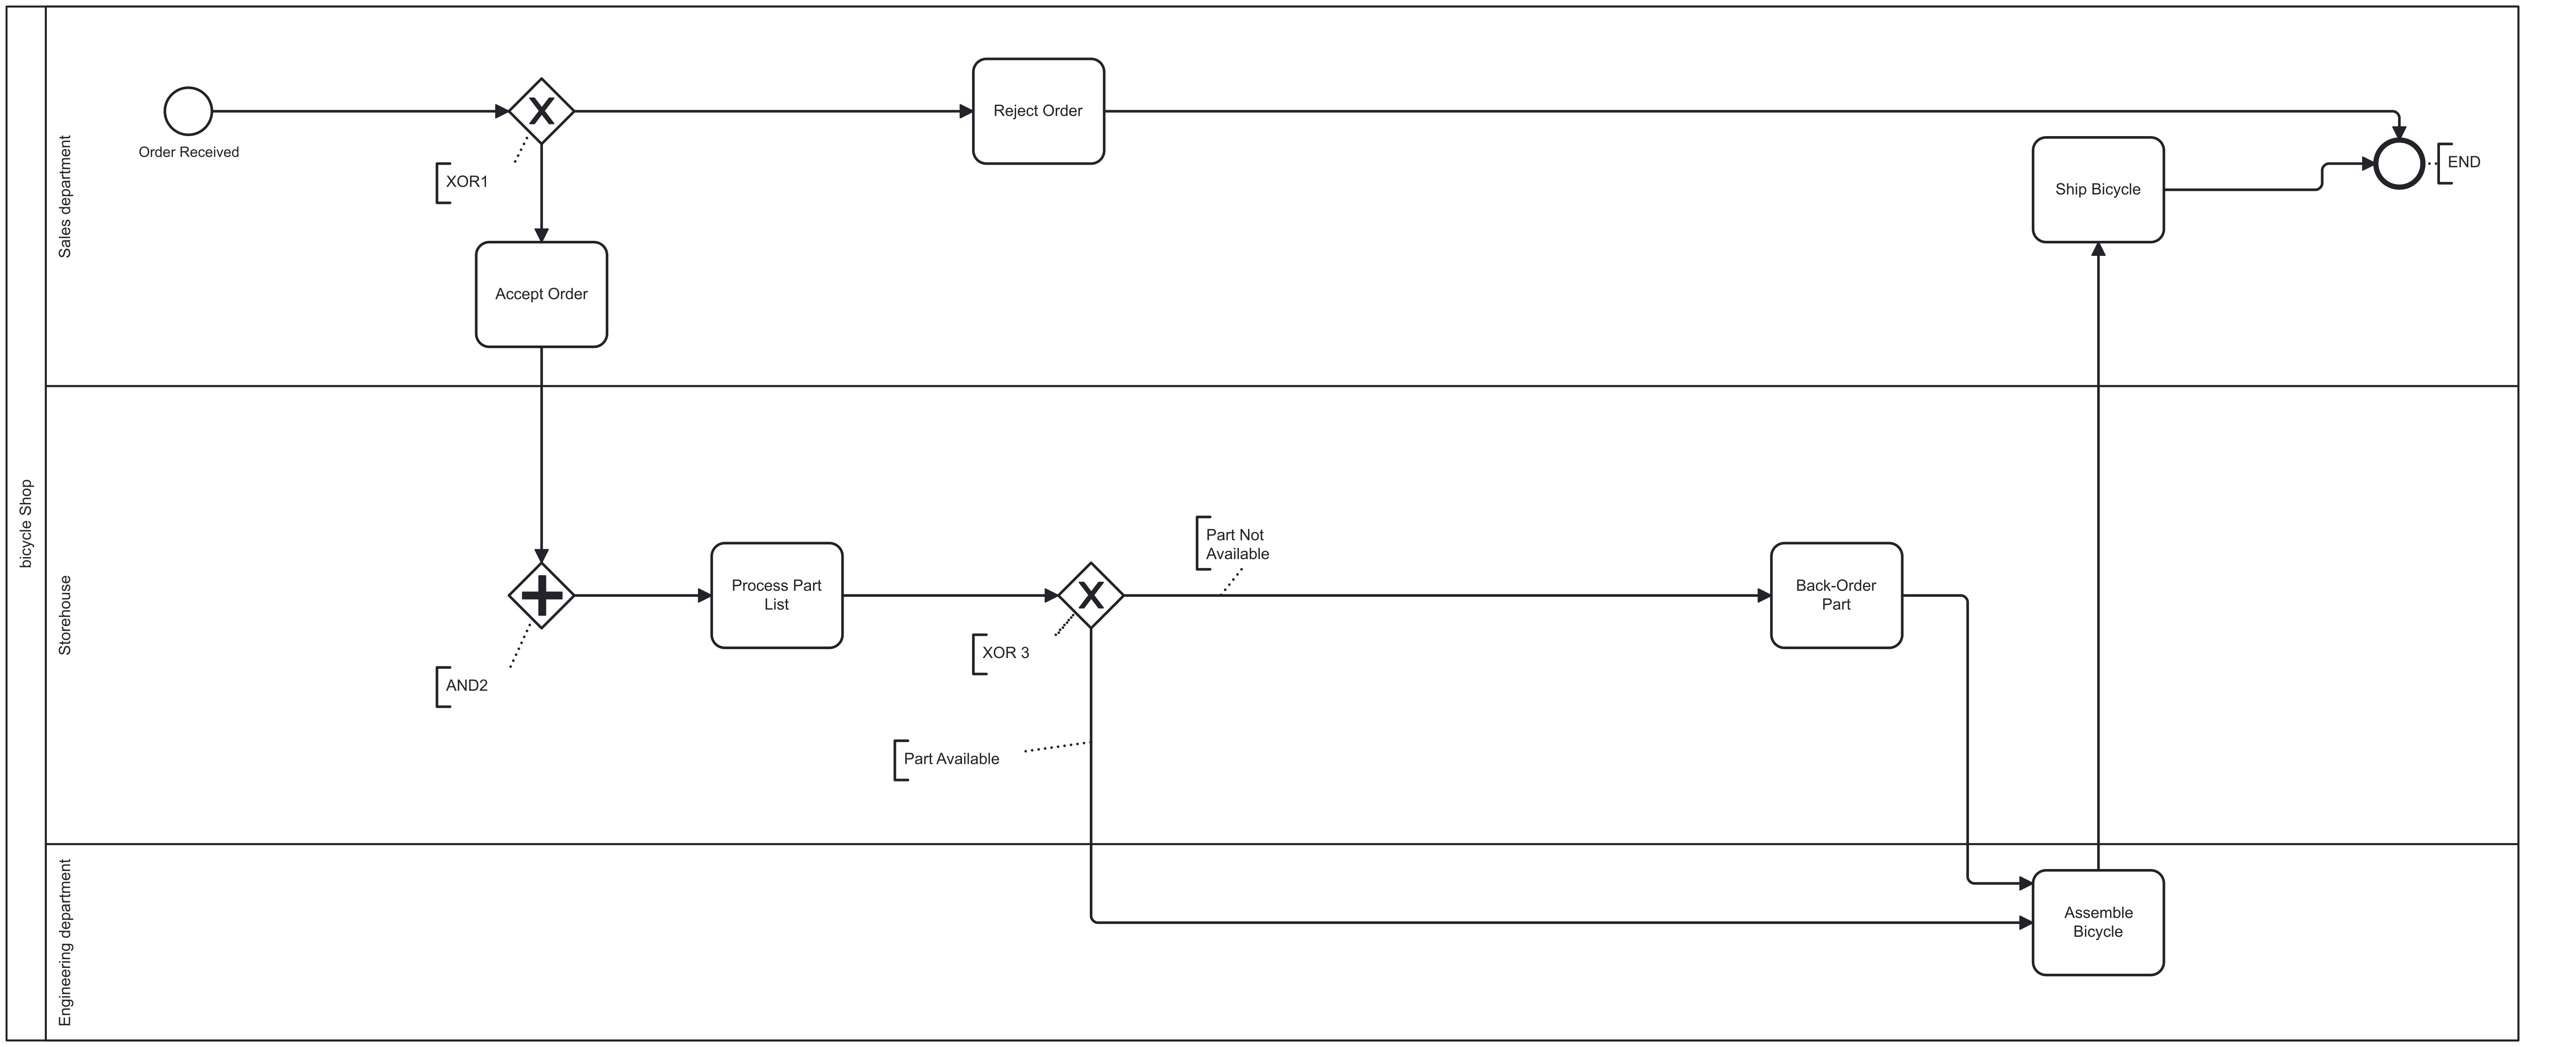 bicycle Shop
Sales department
Order Received
XOR1
Accept Order
Reject Order
Ship Bicycle
END
Storehouse
AND2
Process Part
List
XOR 3
Part Not
Available
Part Available
Back-Order
Part
Engineering department
Assemble
Bicycle